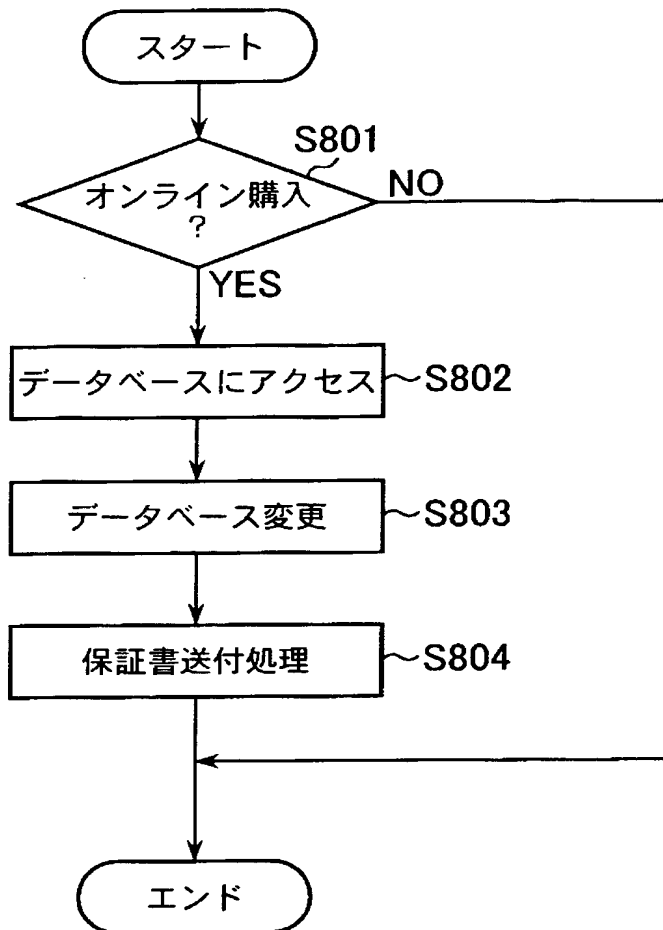 スタート
S801
オンライン購入
?
NO
YES
データベースにアクセス
S802
データベース変更
S803
保証書送付処理
S804
エンド